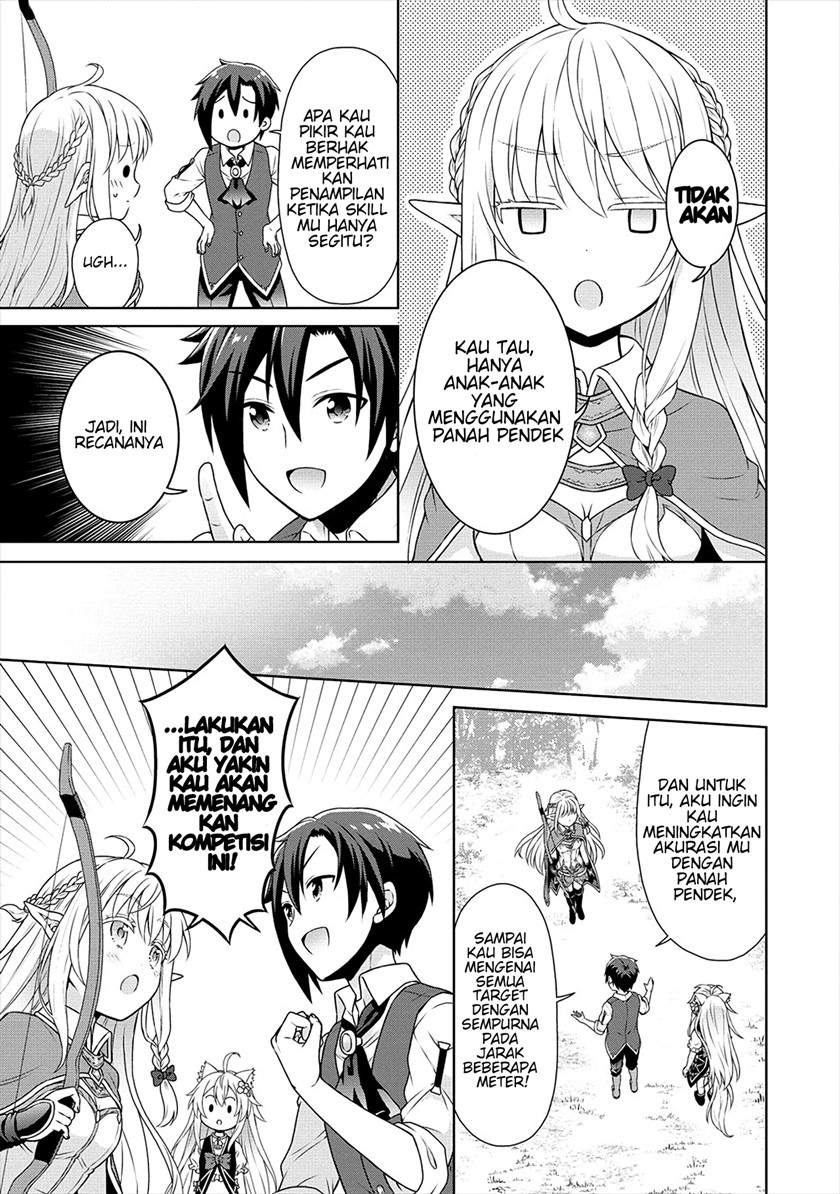 TIDAK
AKAN
KAU TAU,
HANYA
ANAK-ANAK
YANG
MENGGUNAKAN
PANAH PENDEK
APA KAU
PIKIR KAU
BERHAK
MEMPERHATI
KAN
PENAMPILAN
KETIKA SKILL
MU HANYA
SEGITU?
UGH...
JADI, INI
RECANANYA
DAN UNTUK
ITU, AKU INGIN
KAU
MENINGKATKAN
AKURASI MU
DENGAN
PANAH
PENDEK,
SAMPAI
KAU BISA
MENGENAI
SEMUA
TARGET
DENGAN
SEMPURNA
PADA
JARAK
BEBERAPA
METER!
...LAKUKAN
ITU, DAN
AKU YAKIN
KAU AKAN
MEMENANG
KAN
KOMPETISI
INI!